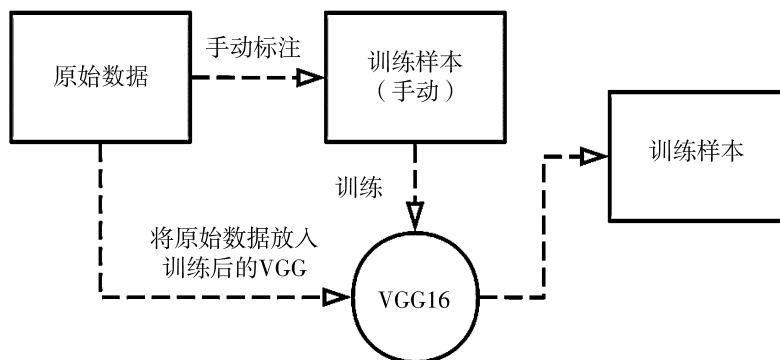 原始数据
手动标注
训练样本
（手动）
训练样本
训练
将原始数据放入
训练后的VGG
VGG16